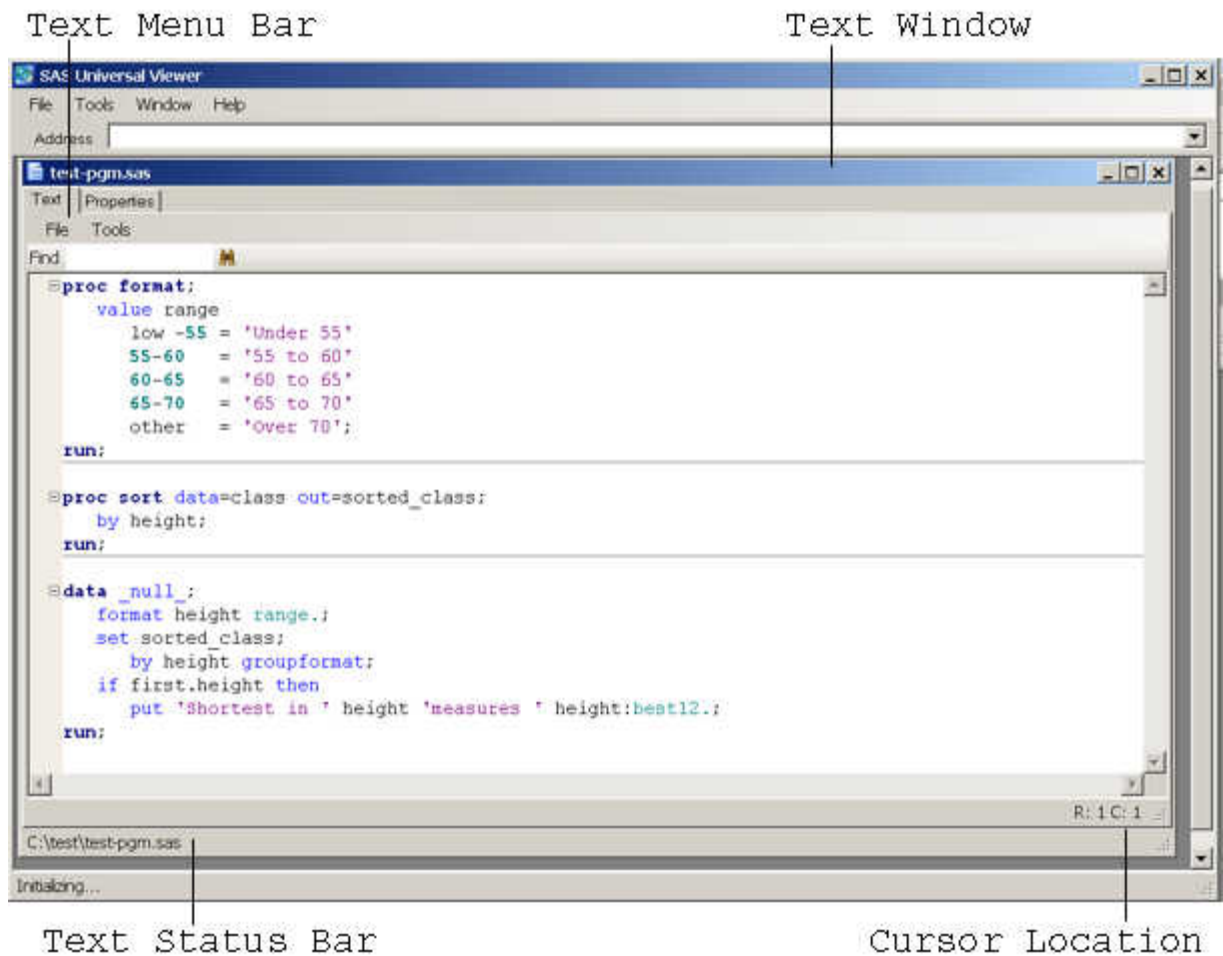 Text Menu Bar Text Window
SAS Universal Viewer
File Tools Window Help
Address
test-pgm.sas
Text Properties
File Tools
Find
proc format;
   value range
      low -55 = 'Under 55'
      55-60   = '55 to 60'
      60-65   = '60 to 65'
      65-70   = '65 to 70'
      other   = 'Over 70';
run;
proc sort data=class out=sorted_class;
   by height;
run;
data _null_;
   format height range.;
   set sorted_class;
      by height groupformat;
   if first.height then
      put 'Shortest in ' height 'measures ' height:best12.;
run;
R: 1 C: 1
C:\test\test-pgm.sas
Initializing...
Text Status Bar Cursor Location